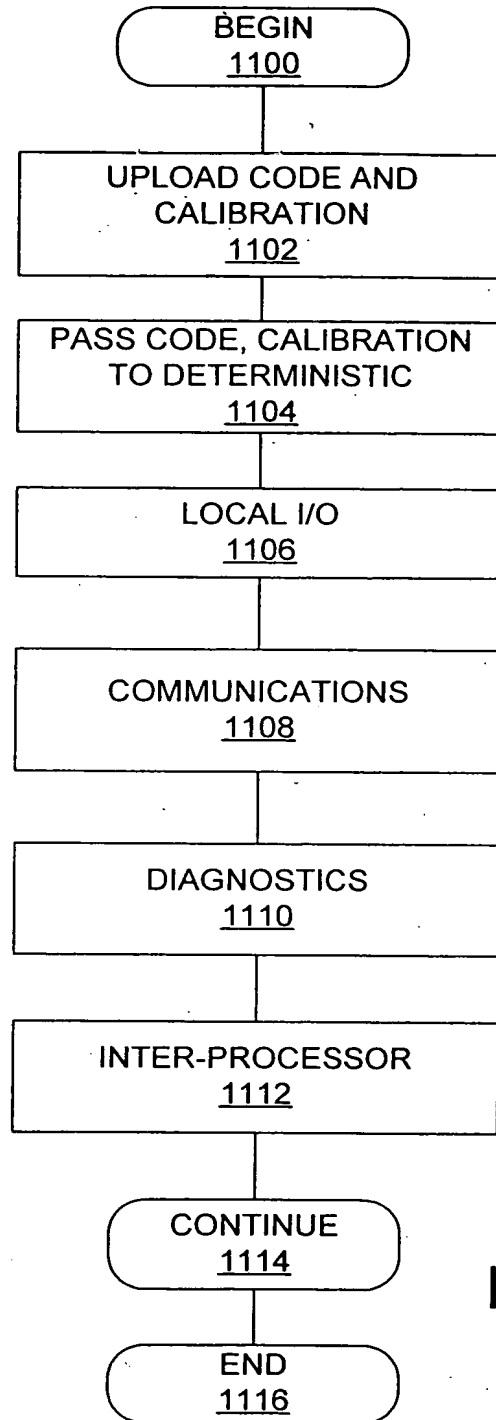 BEGIN
1100
UPLOAD CODE AND
CALIBRATION
1102
PASS CODE, CALIBRATION
TO DETERMINISTIC
1104
LOCAL I/O
1106
COMMUNICATIONS
1108
DIAGNOSTICS
1110
INTER-PROCESSOR
1112
CONTINUE
1114
END
1116